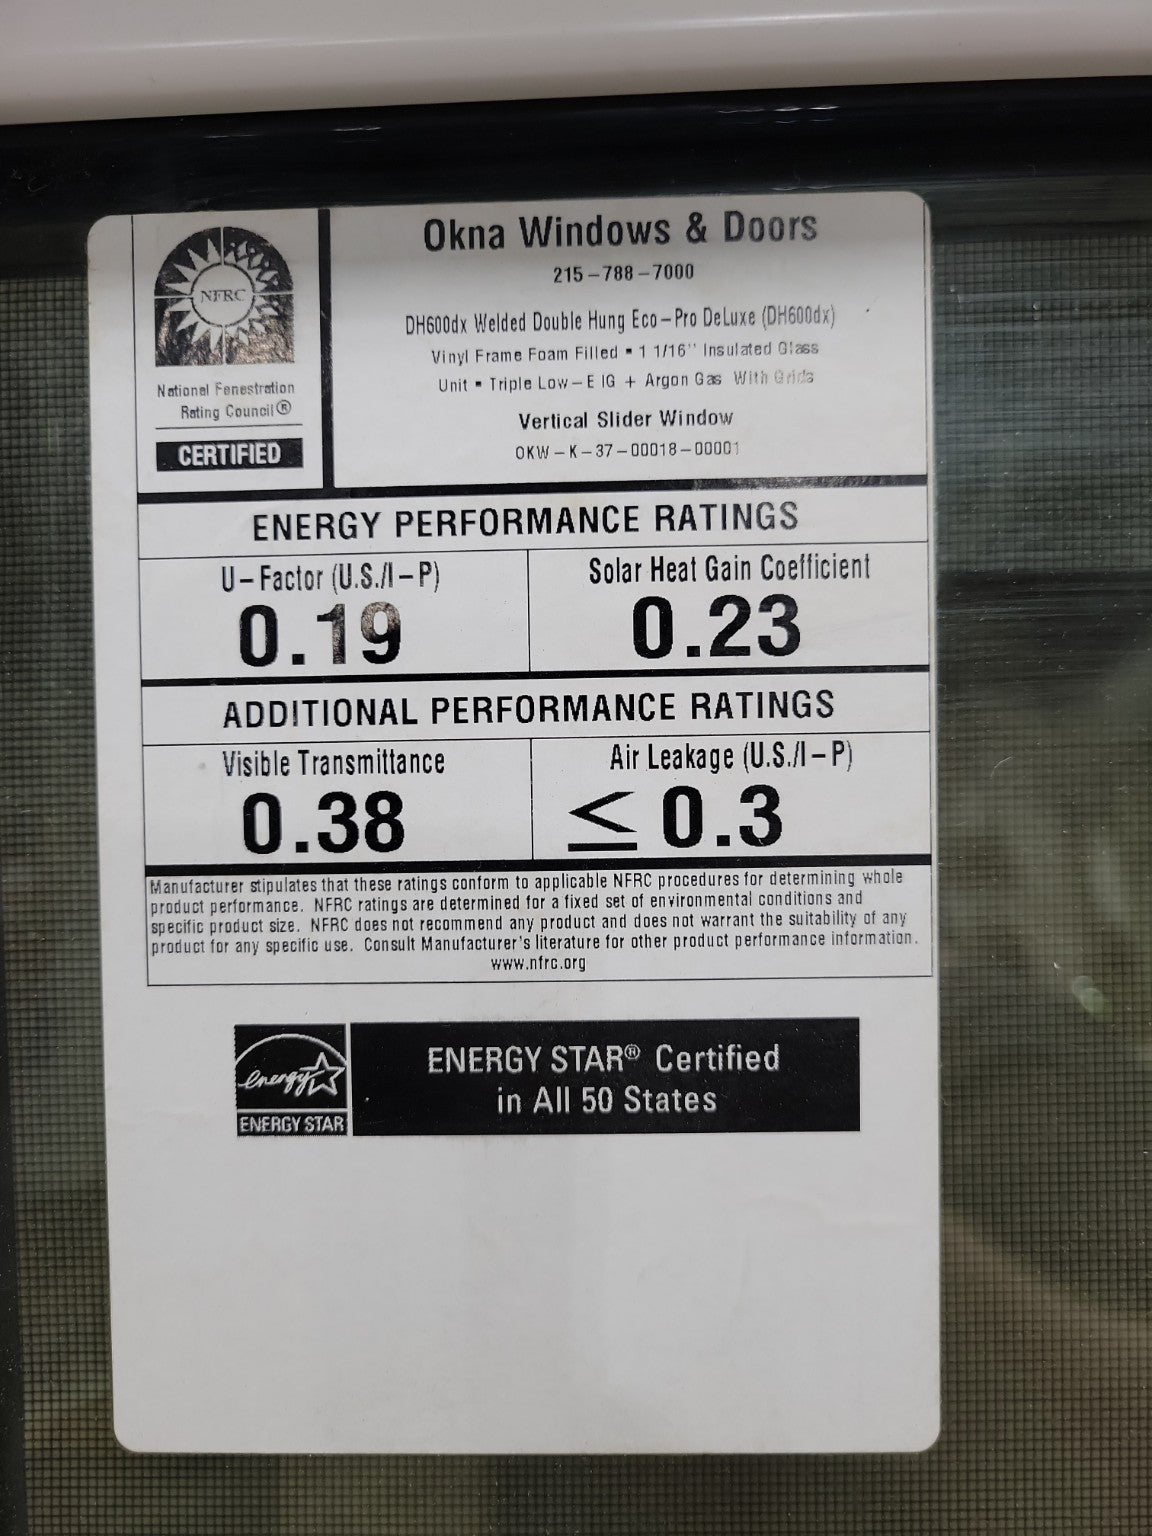 Okna Windows & Doors
215-788-7000
DH600dx Welded Double Hung Eco-Pro DeLuxe (DH600dx)
Vinyl Frame Foam Filled ▪ 1 1/16'' Insulated Glass
Unit ▪ Triple Low-E IG + Argon Gas With Grids
Vertical Slider Window
OKW-K-37-00018-00001
NFRC
National Fenestration
Rating Council®
CERTIFIED
ENERGY PERFORMANCE RATINGS
U-Factor (U.S./I-P)
0.19
Solar Heat Gain Coefficient
0.23
ADDITIONAL PERFORMANCE RATINGS
Visible Transmittance
0.38
Air Leakage (U.S./I-P)
≤ 0.3
Manufacturer stipulates that these ratings conform to applicable NFRC procedures for determining whole
product performance. NFRC ratings are determined for a fixed set of environmental conditions and
specific product size. NFRC does not recommend any product and does not warrant the suitability of any
product for any specific use. Consult Manufacturer's literature for other product performance information.
www.nfrc.org
energy
ENERGY STAR
ENERGY STAR® Certified
in All 50 States